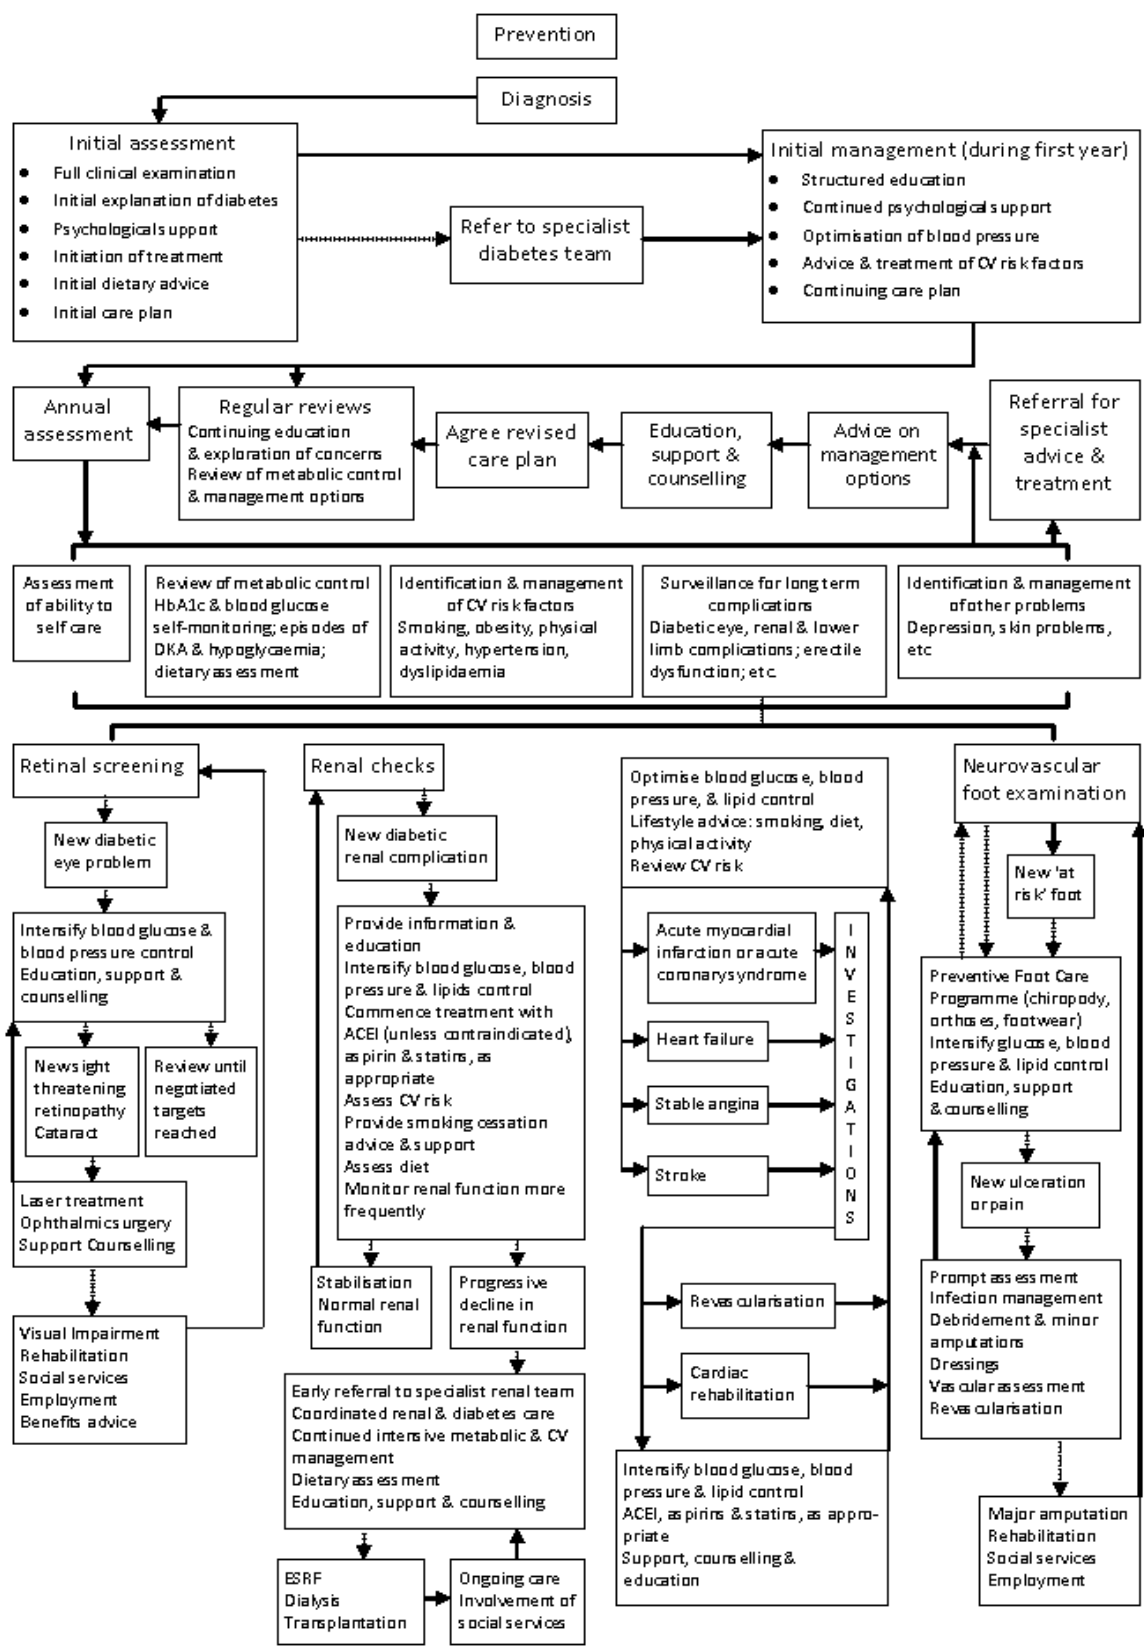 Prevention
Diagnosis
Initial assessment
Full clinical examination
Initial explanation of diabetes
Psychological support
Initiation of treatment
Initial dietary advice
Initial care plan
Refer to specialist
diabetes team
Initial management (during first year)
Structured education
Continued psychological support
Optimisation of blood pressure
Advice & treatment of CV risk factors
Continuing care plan
Annual
assessment
Regular reviews
Continuing education
& exploration of concerns
Review of metabolic control
& management options
Agree revised
care plan
Education,
support &
counselling
Advice on
management
options
Referral for
specialist
advice &
treatment
Assessment
of ability to
self care
Review of metabolic control
HbA1c & blood glucose
self-monitoring; episodes of
DKA & hypoglycaemia;
dietary assessment
Identification & management
of CV risk factors
Smoking, obesity, physical
activity, hypertension,
dyslipidaemia
Surveillance for long term
complications
Diabetic eye, renal & lower
limb complications; erectile
dysfunction; etc.
Identification & management
of other problems
Depression, skin problems,
etc
Retinal screening
New diabetic
eye problem
Intensify blood glucose &
blood pressure control
Education, support &
counselling
New sight
threatening
retinopathy
Cataract
Review until
negotiated
targets
reached
Laser treatment
Ophthalmic surgery
Support Counselling
Visual Impairment
Rehabilitation
Social services
Employment
Benefits advice
Renal checks
New diabetic
renal complication
Provide information &
education
Intensify blood glucose, blood
pressure & lipids control
Commence treatment with
ACEI (unless contraindicated),
aspirin & statins, as
appropriate
Assess CV risk
Provide smoking cessation
advice & support
Assess diet
Monitor renal function more
frequently
Stabilisation
Normal renal
function
Progressive
decline in
renal function
Early referral to specialist renal team
Coordinated renal & diabetes care
Continued intensive metabolic & CV
management
Dietary assessment
Education, support & counselling
ESRF
Dialysis
Transplantation
Ongoing care
Involvement of
social services
Optimise blood glucose, blood
pressure, & lipid control
Lifestyle advice: smoking, diet,
physical activity
Review CV risk
Acute myocardial
infarction or acute
coronary syndrome
Heart failure
Stable angina
Stroke
INVESTIGATIONS
Revascularisation
Cardiac
rehabilitation
Intensify blood glucose, blood
pressure & lipid control
ACEI, aspirins & statins, as appro-
priate
Support, counselling &
education
Neurovascular
foot examination
New 'at
risk' foot
Preventive Foot Care
Programme (chiropody,
orthoses, footwear)
Intensify glucose, blood
pressure & lipid control
Education, support
& counselling
New ulceration
or pain
Prompt assessment
Infection management
Debridement & minor
amputations
Dressings
Vascular assessment
Revascularisation
Major amputation
Rehabilitation
Social services
Employment